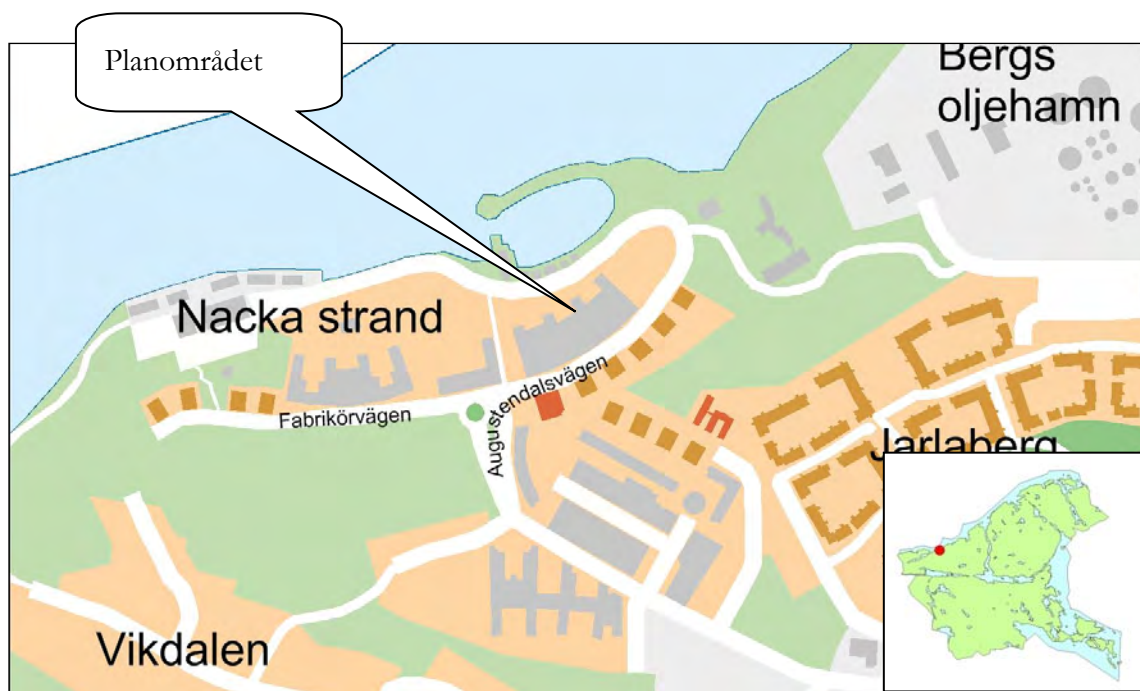 Planområdet
Bergs
oljehamn
Nacka strand
Fabrikörvägen
Augustendalsvägen
Jarlaberg
Vikdalen